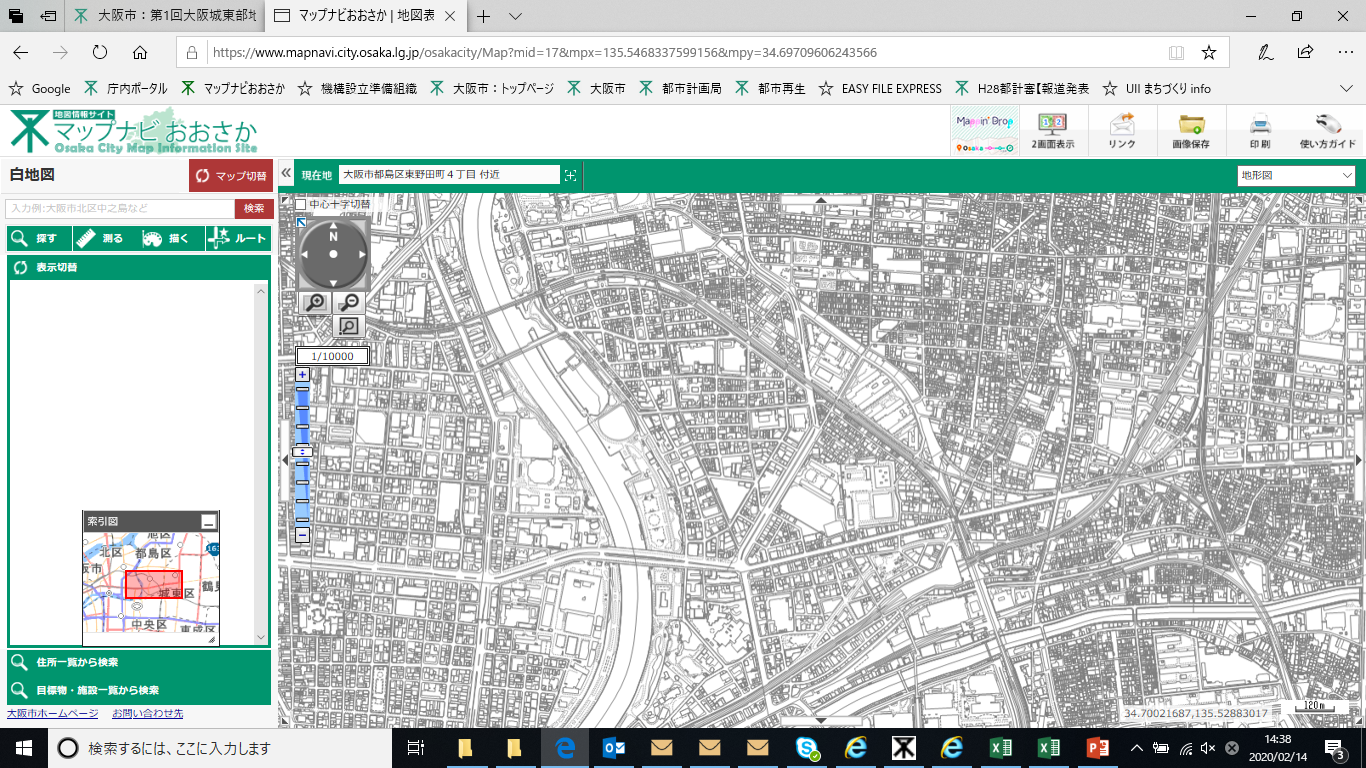 大阪市：第1回大阪城東部地
マップナビおおさか | 地図表
https://www.mapnavi.city.osaka.lg.jp/osakacity/Map?mid=17&mpx=135.5468337599156&mpy=34.69709606243566
Google
庁内ポータル
マップナビおおさか
機構設立準備組織
大阪市：トップページ
大阪市
都市計画局
都市再生
EASY FILE EXPRESS
H28都計審【報道発表
UII まちづくり info
地図情報サイト
マップナビ おおさか
Osaka City Map Information Site
Mappin' Drop
Osaka
2画面表示
リンク
画像保存
印刷
使い方ガイド
白地図
マップ切替
現在地
大阪市都島区東野田町４丁目 付近
地形図
入力例:大阪市北区中之島など
検索
中心十字切替
探す
測る
描く
ルート
表示切替
N
1/10000
索引図
旭区
北区
都島区
163
阪市
城東区
鶴見
中央区
東成区
住所一覧から検索
目標物・施設一覧から検索
大阪市ホームページ
お問い合わせ先
34.70021687,135.52883017
120m
検索するには、ここに入力します
14:38
2020/02/14
3